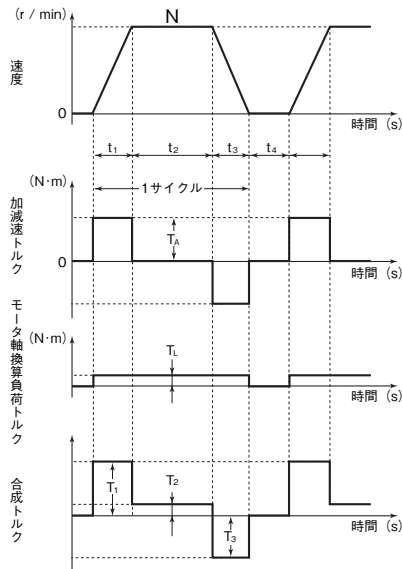 (r / min)
N
速度
0
時間 (s)
t1 t2 t3 t4
(N·m)
1サイクル
加減速トルク
TA
0
時間 (s)
モータ軸換算負荷トルク
(N·m)
TL
時間 (s)
合成トルク
T1
T2
T3
時間 (s)